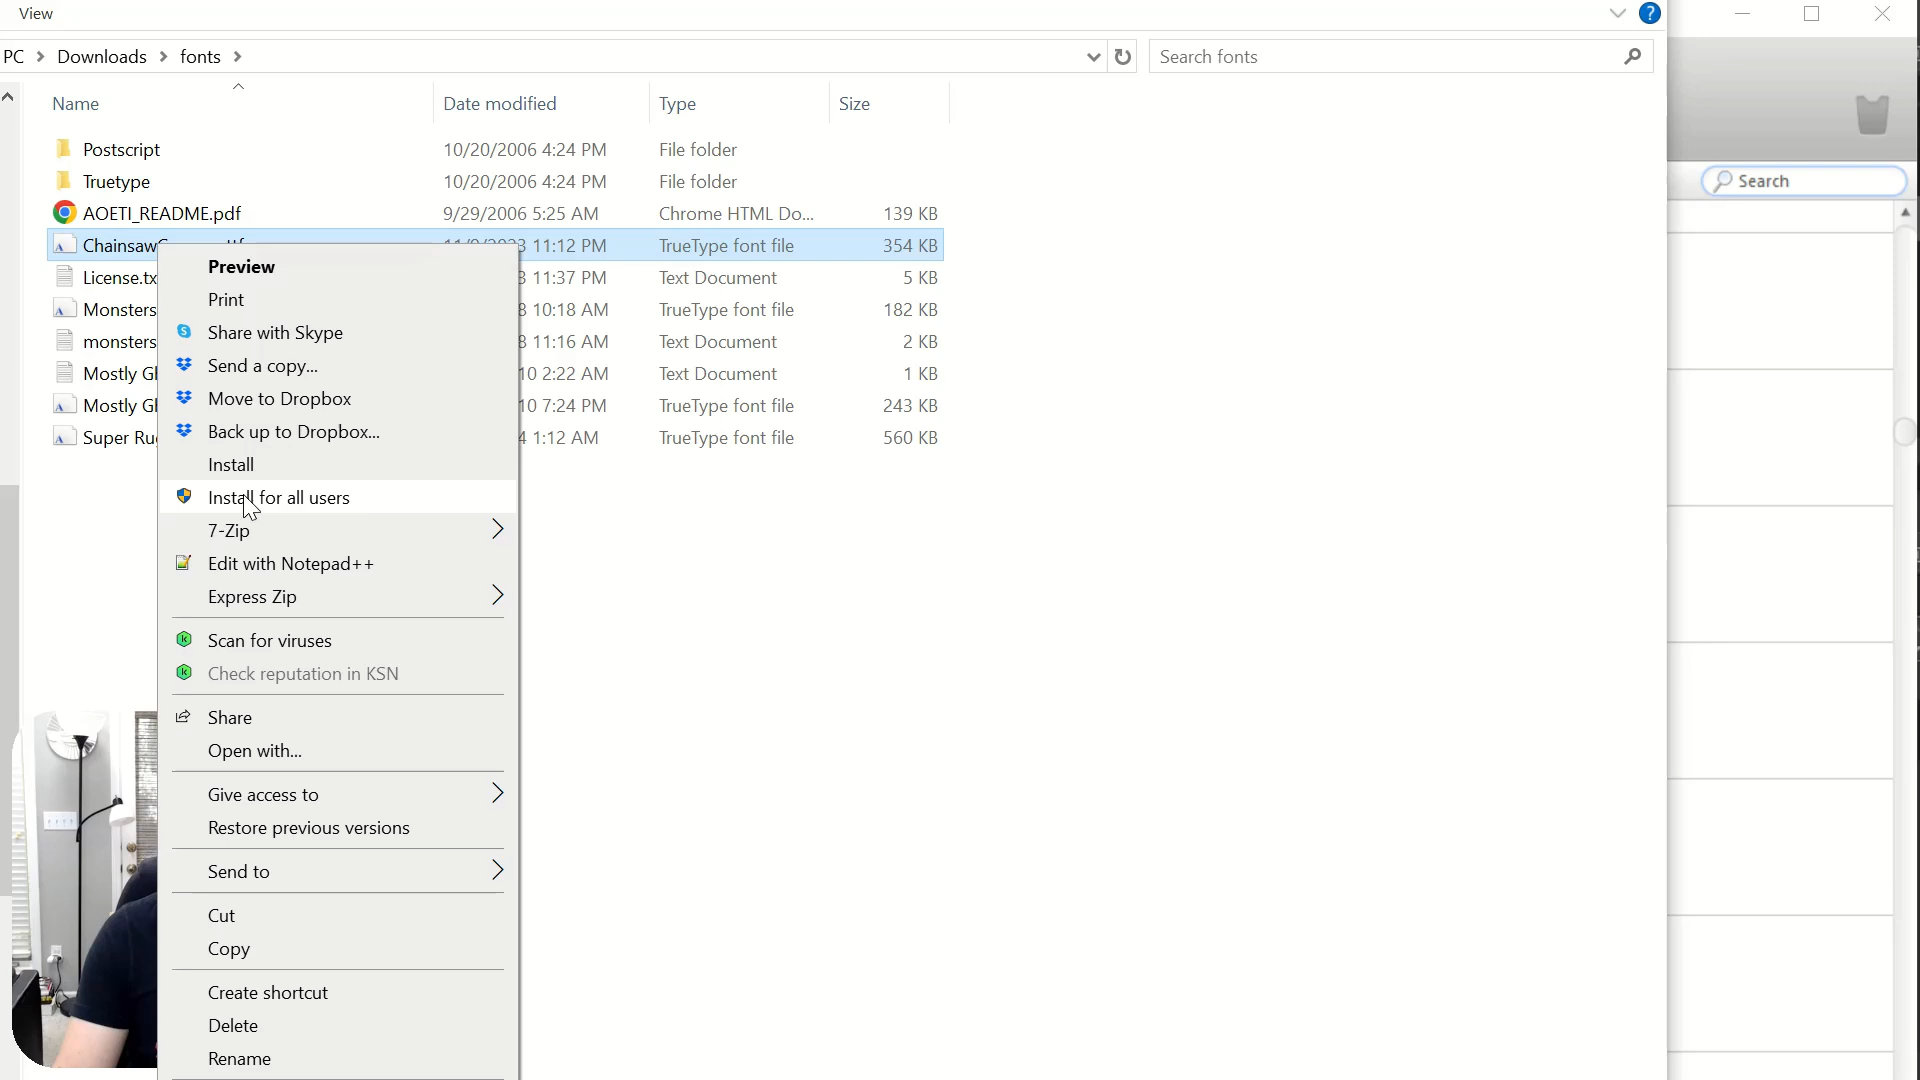 View
PC > Downloads > fonts >
Search fonts
Search
Name Date modified Type Size
Postscript 10/20/2006 4:24 PM File folder
Truetype 10/20/2006 4:24 PM File folder
AOETI_README.pdf 9/29/2006 5:25 AM Chrome HTML Do... 139 KB
11:12 PM TrueType font file 354 KB
11:37 PM Text Document 5 KB
Monsters 10:18 AM TrueType font file 182 KB
monsters 11:16 AM Text Document 2 KB
Mostly 2:22 AM Text Document 1 KB
Mostly 7:24 PM TrueType font file 243 KB
Super 1:12 AM TrueType font file 560 KB
Preview
Print
Share with Skype
Send a copy...
Move to Dropbox
Back up to Dropbox...
Install
Install for all users
7-Zip
Edit with Notepad++
Express Zip
Scan for viruses
Check reputation in KSN
Share
Open with...
Give access to
Restore previous versions
Send to
Cut
Copy
Create shortcut
Delete
Rename